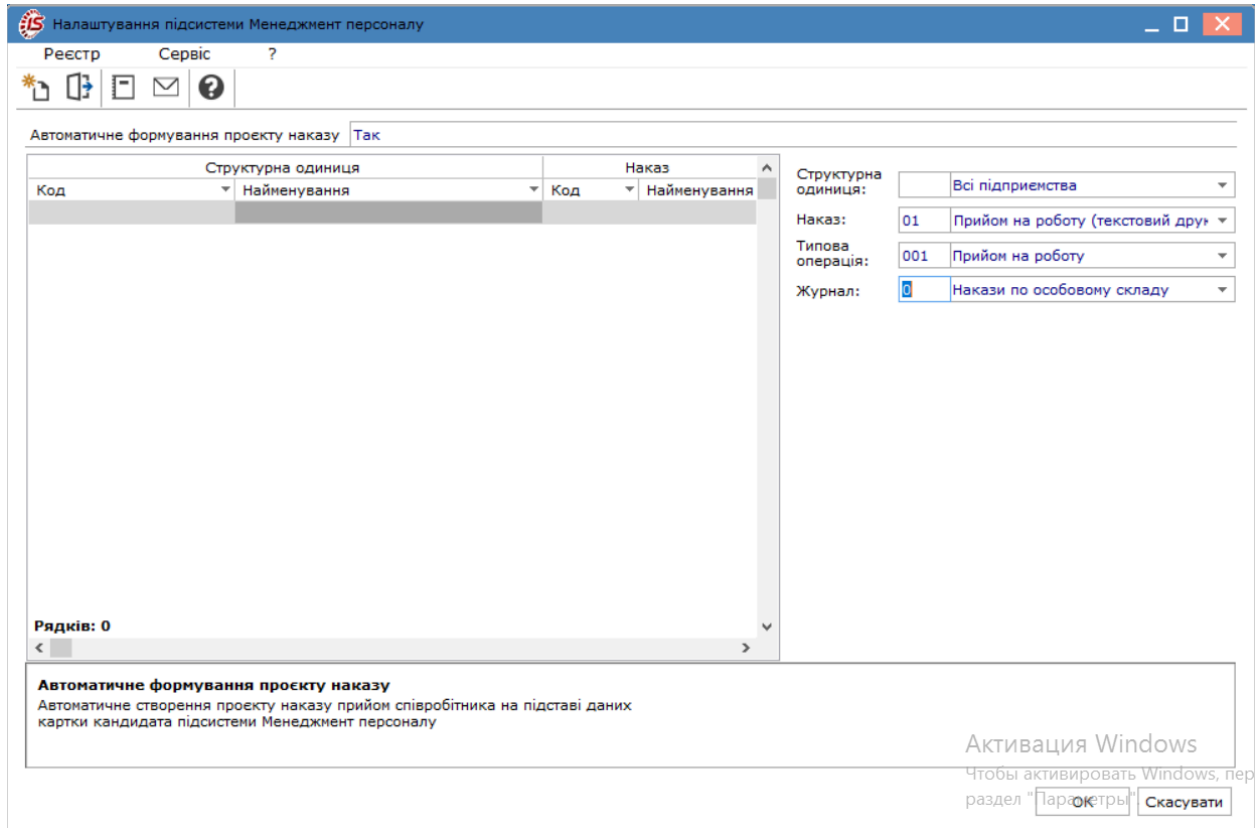 Налаштування підсистеми Менеджмент персоналу
Реєстр Сервіс ?
Автоматичне формування проєкту наказу Так
Структурна одиниця Наказ
Код Найменування Код Найменування
Рядків: 0
Структурна одиниця: Всі підприємства
Наказ: 01 Прийом на роботу (текстовий друк
Типова операція: 001 Прийом на роботу
Журнал: 0 Накази по особовому складу
Автоматичне формування проєкту наказу
Автоматичне створення проєкту наказу прийом співробітника на підставі даних
картки кандидата підсистеми Менеджмент персоналу
Активация Windows
Чтобы активировать Windows, пер
раздел "Параметры".
OK Скасувати